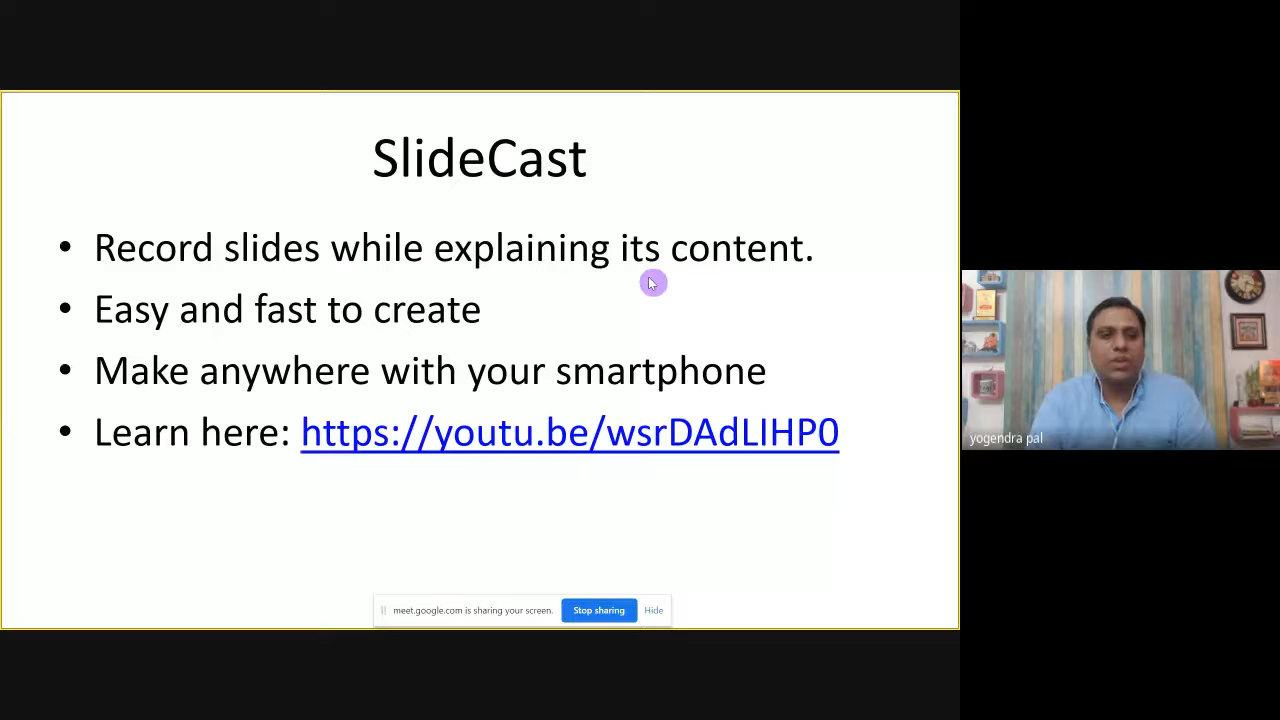 SlideCast
• Record slides while explaining its content.
• Easy and fast to create
• Make anywhere with your smartphone
• Learn here: https://youtu.be/wsrDAdLIHP0
yogendra pal
meet.google.com is sharing your screen. Stop sharing Hide